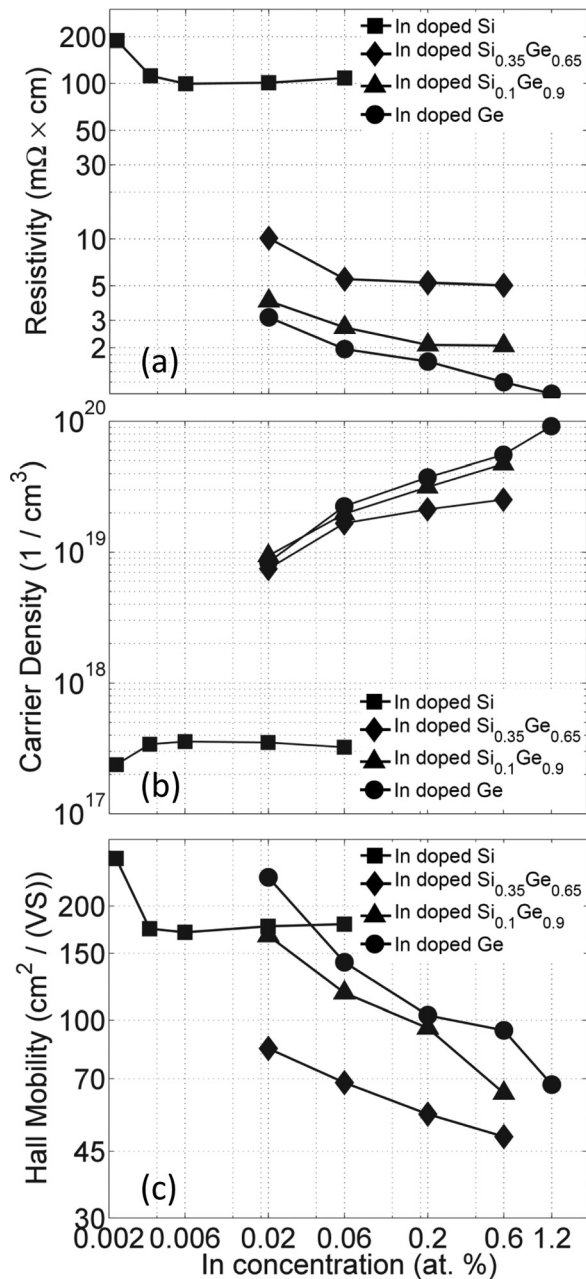 200
100
50
30
10
5
3
2
Resistivity (mΩ × cm)
In doped Si
In doped Si0.35Ge0.65
In doped Si0.1Ge0.9
In doped Ge
(a)
10^20
10^19
10^18
10^17
Carrier Density (1 / cm^3)
In doped Si
In doped Si0.35Ge0.65
In doped Si0.1Ge0.9
In doped Ge
(b)
200
150
100
70
45
30
Hall Mobility (cm^2 / (VS))
In doped Si
In doped Si0.35Ge0.65
In doped Si0.1Ge0.9
In doped Ge
(c)
0.002 0.006 0.02 0.06 0.2 0.6 1.2
In concentration (at. %)